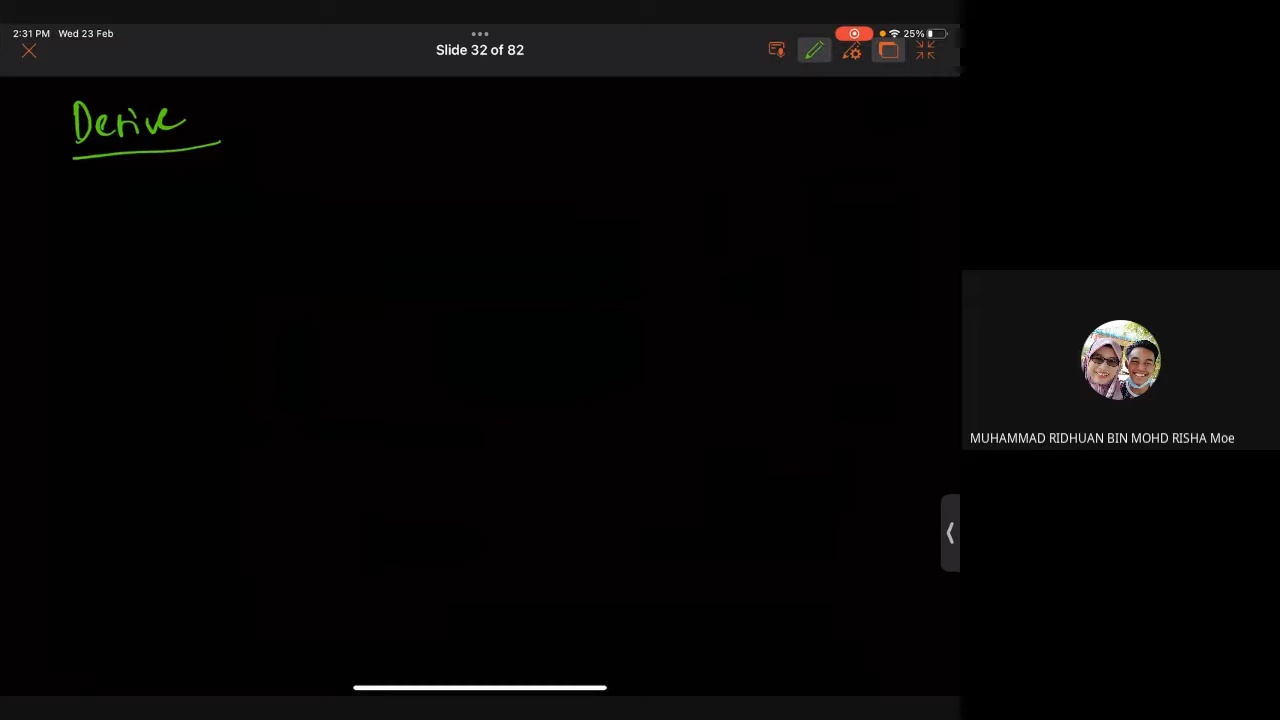 2:31 PM Wed 23 Feb
25%
Slide 32 of 82
Derive
MUHAMMAD RIDHUAN BIN MOHD RISHA Moe